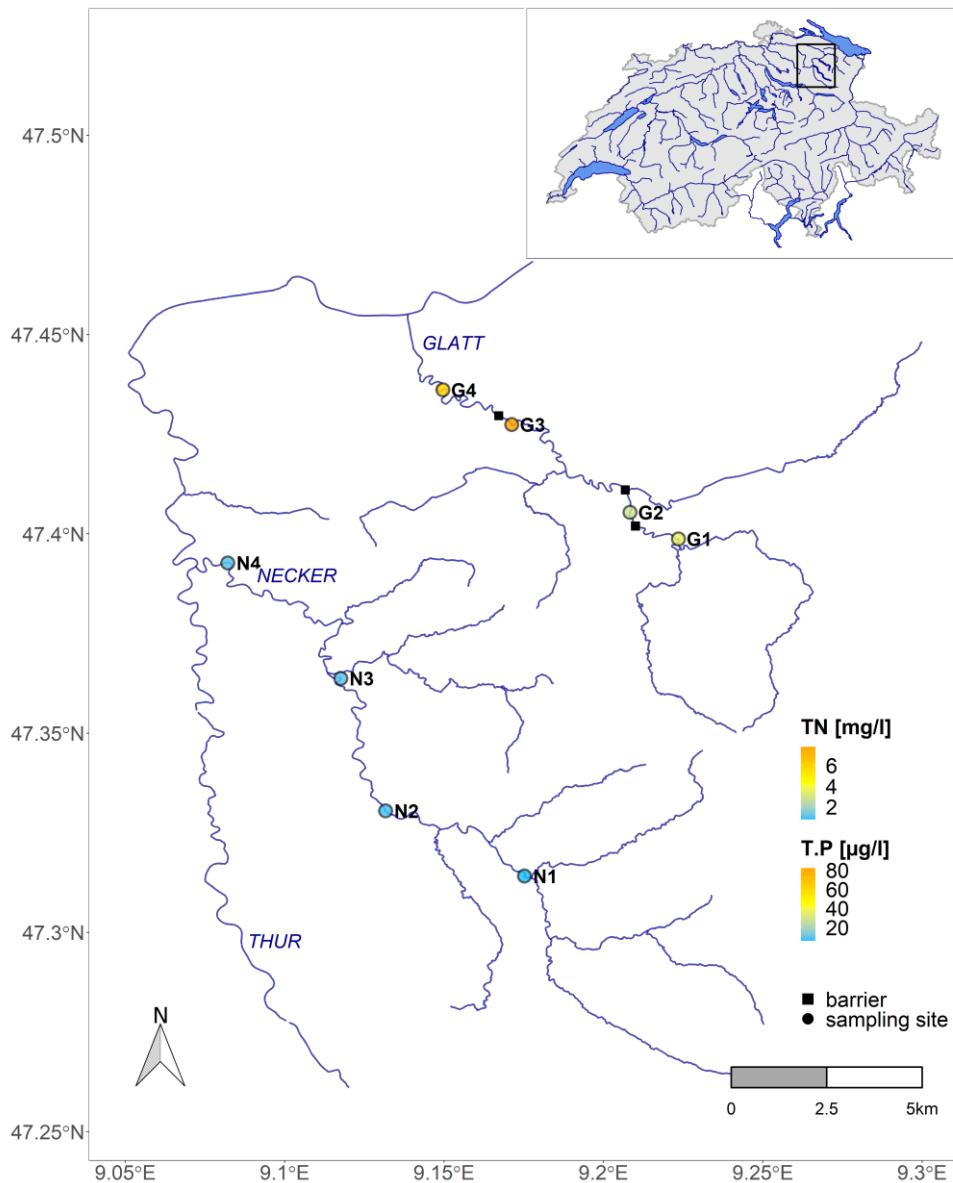 47.5°N
47.45°N
GLATT
G4
G3
G2
G1
47.4°N
N4
NECKER
N3
47.35°N
N2
N1
47.3°N
THUR
TN [mg/l]
6
4
2
T.P [µg/l]
80
60
40
20
barrier
sampling site
N
0
2.5
5km
47.25°N
9.05°E
9.1°E
9.15°E
9.2°E
9.25°E
9.3°E